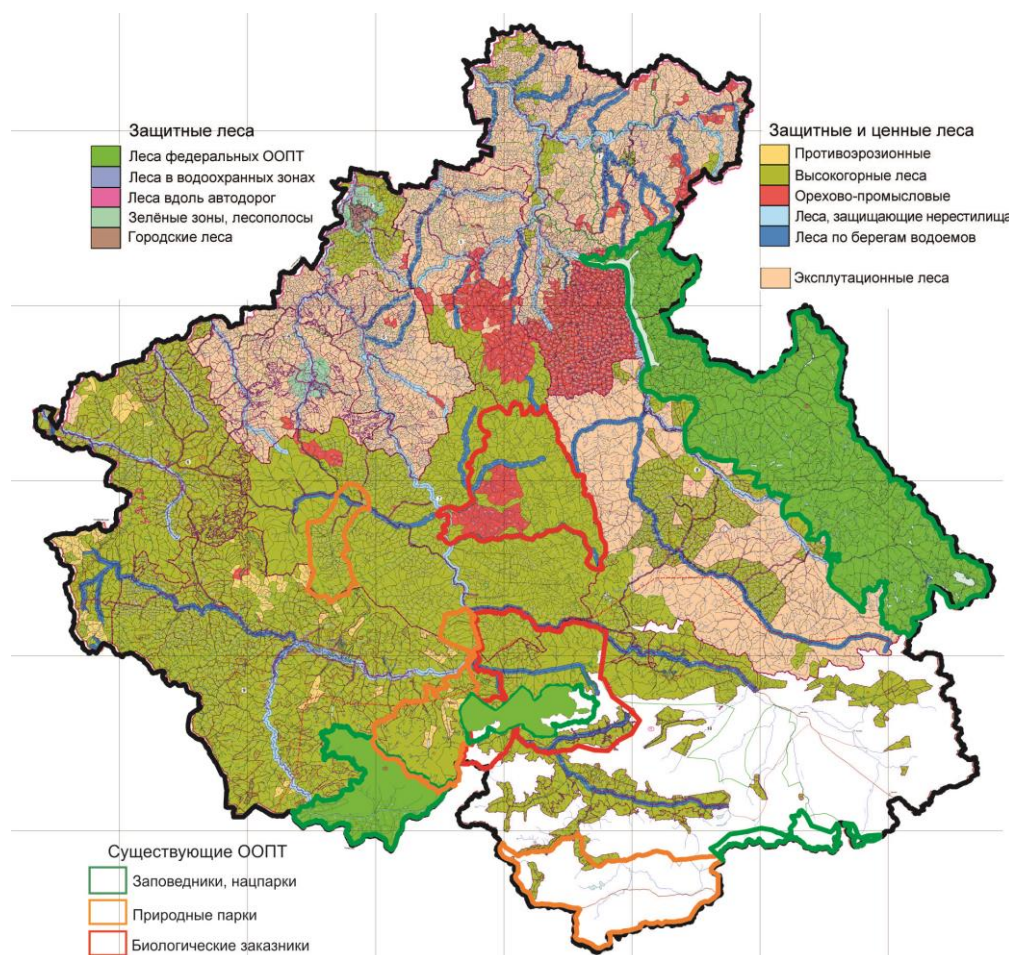 Защитные леса
Леса федеральных ООПТ
Леса в водоохранных зонах
Леса вдоль автодорог
Зелёные зоны, лесополосы
Городские леса
Защитные и ценные леса
Противоэрозионные
Высокогорные леса
Орехово-промысловые
Леса, защищающие нерестилища
Леса по берегам водоемов
Эксплутационные леса
Существующие ООПТ
Заповедники, нацпарки
Природные парки
Биологические заказники